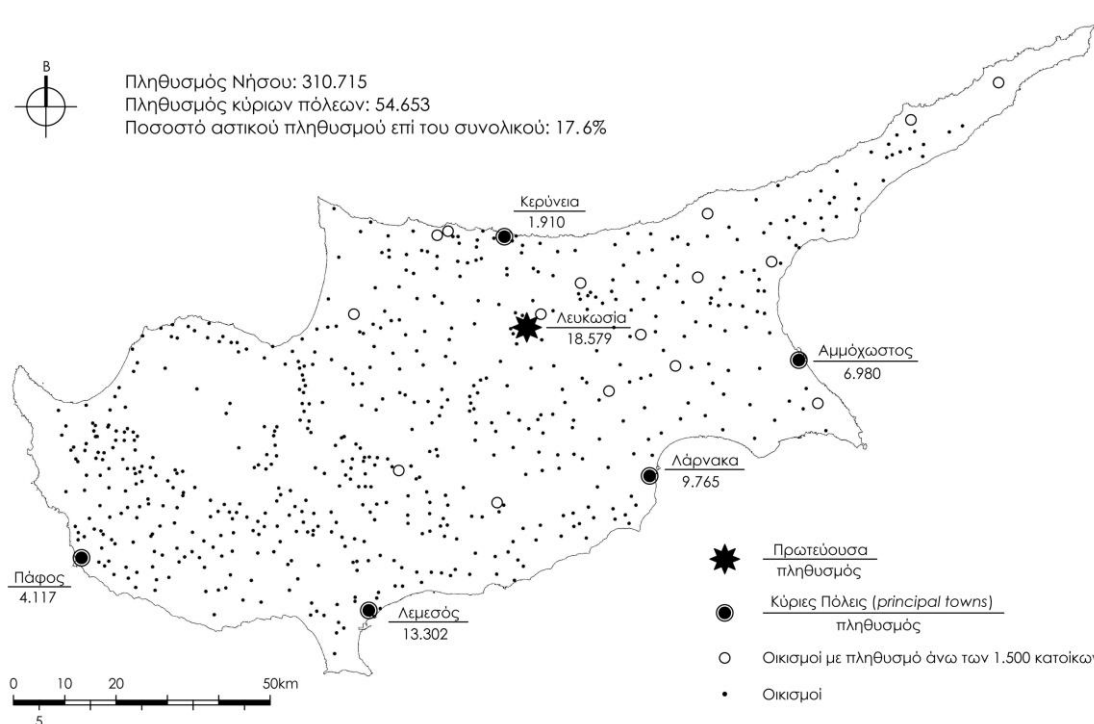 Β
Πληθυσμός Νήσου: 310.715
Πληθυσμός κύριων πόλεων: 54.653
Ποσοστό αστικού πληθυσμού επί του συνολικού: 17.6%
Κερύνεια
1.910
Λευκωσία
18.579
Αμμόχωστος
6.980
Λάρνακα
9.765
Πάφος
4.117
Λεμεσός
13.302
Πρωτεύουσα
πληθυσμός
Κύριες Πόλεις (principal towns)
πληθυσμός
Οικισμοί με πληθυσμό άνω των 1.500 κατοίκων
Οικισμοί
0 10 20 50km
5